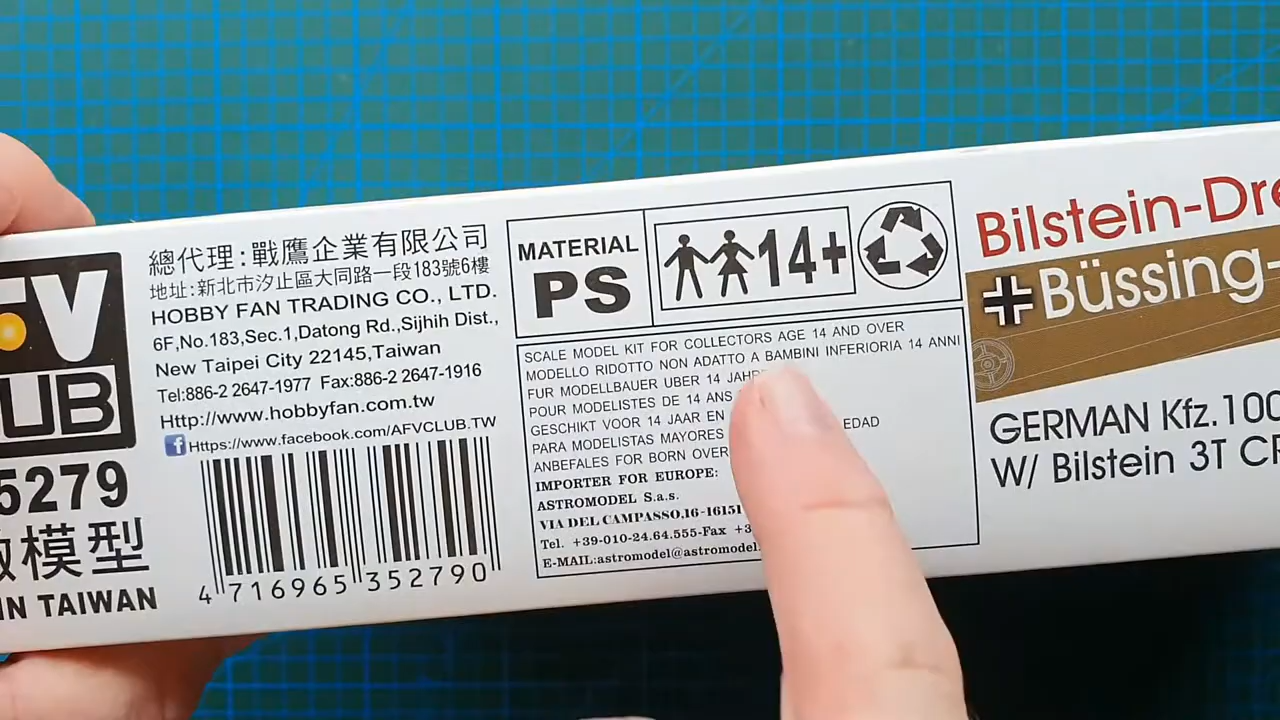 FV
UB
5279
模型
IN TAIWAN
總代理:戰鷹企業有限公司
地址:新北市汐止區大同路一段183號6樓
HOBBY FAN TRADING CO., LTD.
6F,No.183,Sec.1,Datong Rd.,Sijhih Dist.,
New Taipei City 22145,Taiwan
Tel:886-2 2647-1977 Fax:886-2 2647-1916
Http://www.hobbyfan.com.tw
Https://www.facebook.com/AFVCLUB.TW
4 716965 352790
MATERIAL
PS
14+
SCALE MODEL KIT FOR COLLECTORS AGE 14 AND OVER
MODELLO RIDOTTO NON ADATTO A BAMBINI INFERIORIA 14 ANNI
FUR MODELLBAUER UBER 14 JAHRE
POUR MODELISTES DE 14 ANS
GESCHIKT VOOR 14 JAAR EN
PARA MODELISTAS MAYORES EDAD
ANBEFALES FOR BORN OVER
IMPORTER FOR EUROPE:
ASTROMODEL S.a.s.
VIA DEL CAMPASSO,16-16151
Tel. +39-010-24.64.555-Fax +3
E-MAIL:astromodel@astromodel.
Bilstein-Dre
Büssing-
GERMAN Kfz.100
W/ Bilstein 3T CR